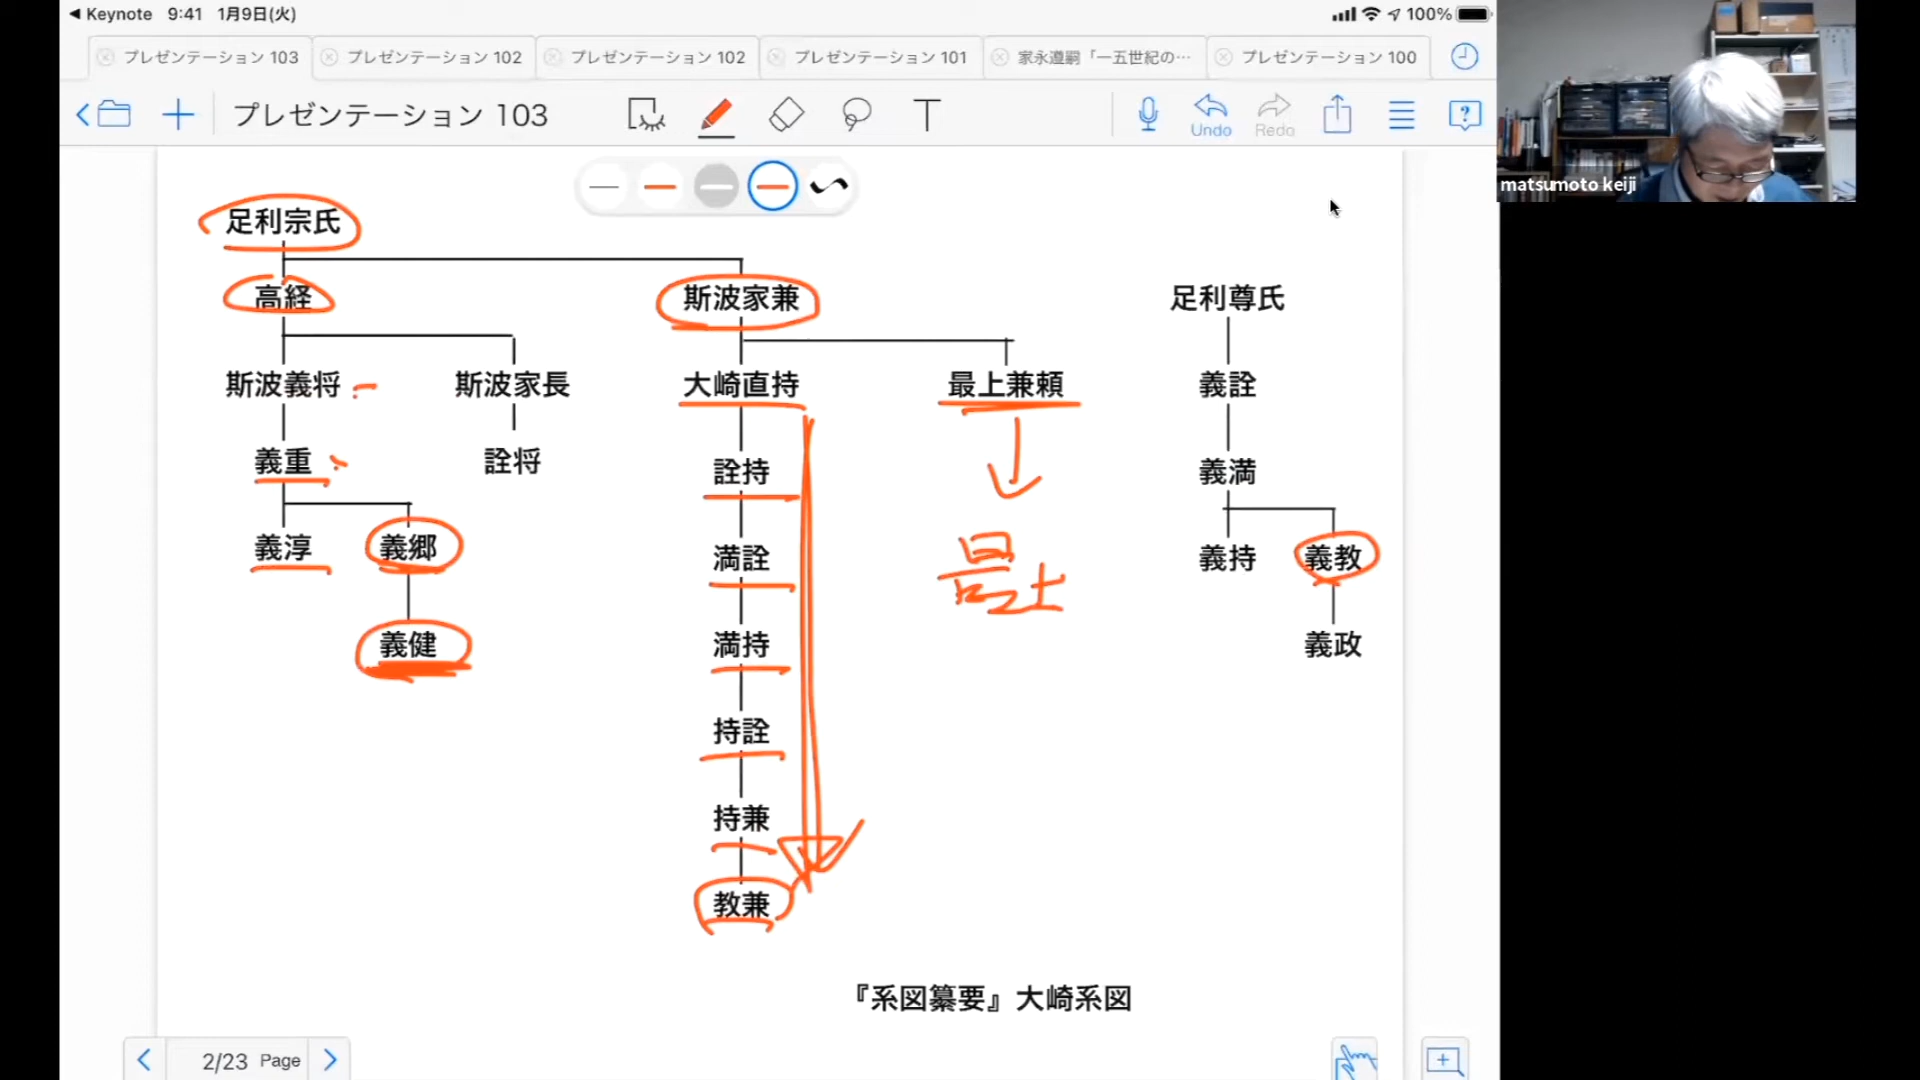 Keynote 9:41 1月9日(火) 100%
プレゼンテーション 103 プレゼンテーション 102 プレゼンテーション 102 プレゼンテーション 101 家永遵嗣「一五世紀の… プレゼンテーション 100
プレゼンテーション 103 T Undo Redo ?
matsumoto keiji
足利宗氏
高経 斯波家兼 足利尊氏
斯波義将 斯波家長 大崎直持 最上兼頼 義詮
義重 詮将 詮持 義満
義淳 義郷 満詮 最上 義持 義教
義健 満持 義政
持詮
持兼
教兼
『系図纂要』大崎系図
2/23 Page